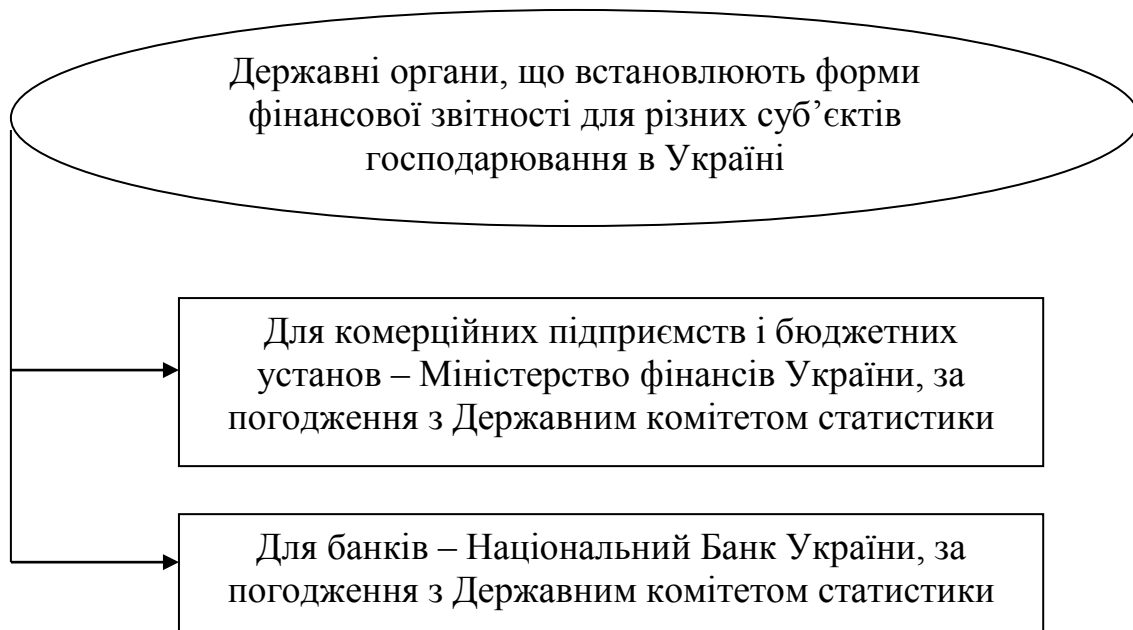 Державні органи, що встановлюють форми
фінансової звітності для різних суб’єктів
господарювання в Україні
Для комерційних підприємств і бюджетних
установ – Міністерство фінансів України, за
погодження з Державним комітетом статистики
Для банків – Національний Банк України, за
погодження з Державним комітетом статистики